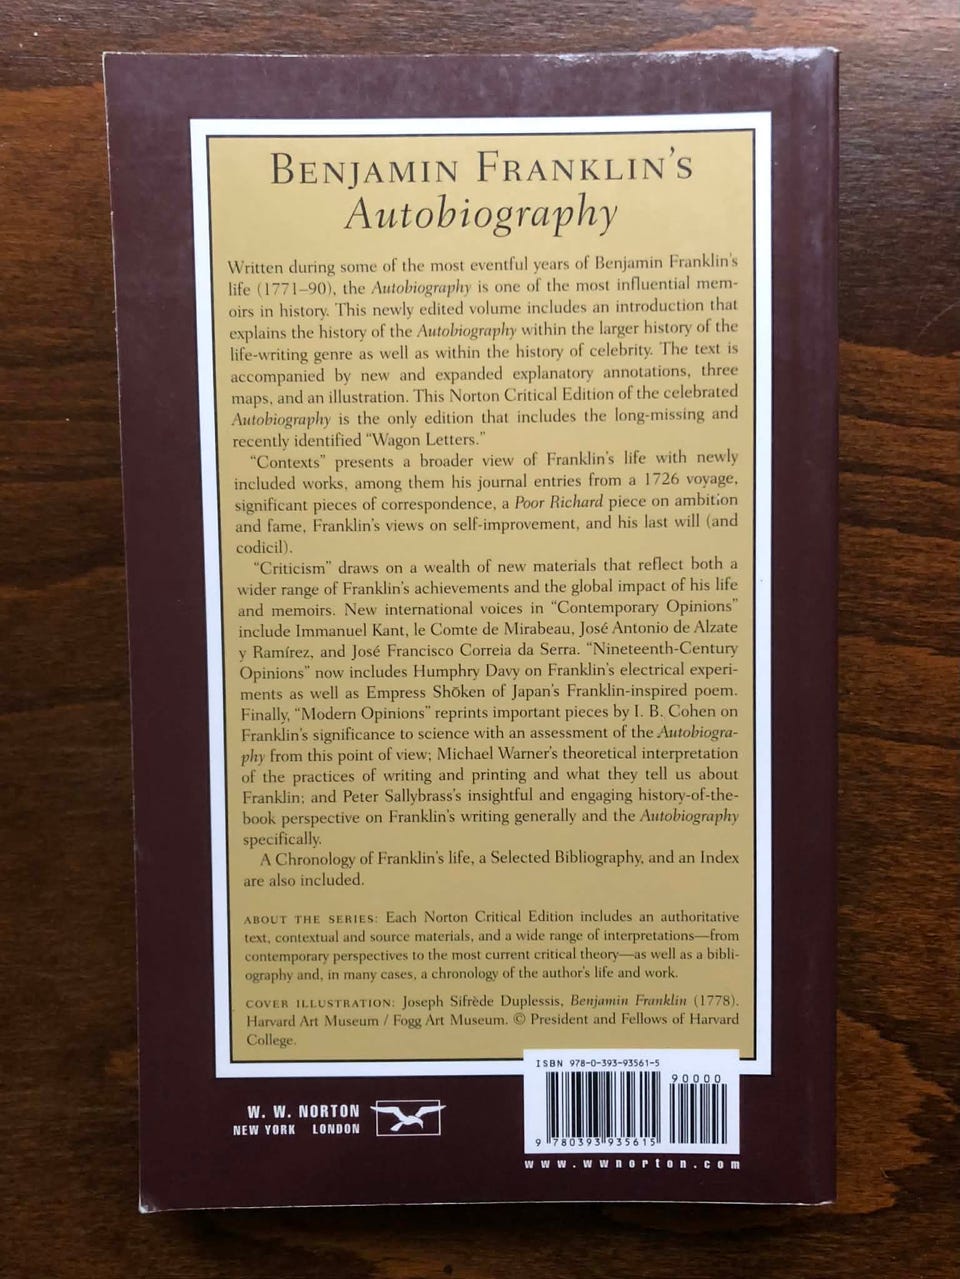 BENJAMIN FRANKLIN'S
Autobiography
Written during some of the most eventful years of Benjamin Franklin's
life (1771–90), the Autobiography is one of the most influential mem-
oirs in history. This newly edited volume includes an introduction that
explains the history of the Autobiography within the larger history of the
life-writing genre as well as within the history of celebrity. The text is
accompanied by new and expanded explanatory annotations, three
maps, and an illustration. This Norton Critical Edition of the celebrated
Autobiography is the only edition that includes the long-missing and
recently identified “Wagon Letters.”
“Contexts” presents a broader view of Franklin's life with newly
included works, among them his journal entries from a 1726 voyage,
significant pieces of correspondence, a Poor Richard piece on ambition
and fame, Franklin's views on self-improvement, and his last will (and
codicil).
“Criticism” draws on a wealth of new materials that reflect both a
wider range of Franklin's achievements and the global impact of his life
and memoirs. New international voices in “Contemporary Opinions”
include Immanuel Kant, le Comte de Mirabeau, José Antonio de Alzate
y Ramírez, and José Francisco Correia da Serra. “Nineteenth-Century
Opinions” now includes Humphry Davy on Franklin's electrical experi-
ments as well as Empress Shōken of Japan's Franklin-inspired poem.
Finally, “Modern Opinions” reprints important pieces by I. B. Cohen on
Franklin's significance to science with an assessment of the Autobiogra-
phy from this point of view; Michael Warner's theoretical interpretation
of the practices of writing and printing and what they tell us about
Franklin; and Peter Sallybrass's insightful and engaging history-of-the-
book perspective on Franklin's writing generally and the Autobiography
specifically.
A Chronology of Franklin's life, a Selected Bibliography, and an Index
are also included.
ABOUT THE SERIES: Each Norton Critical Edition includes an authoritative
text, contextual and source materials, and a wide range of interpretations—from
contemporary perspectives to the most current critical theory—as well as a bibli-
ography and, in many cases, a chronology of the author's life and work.
COVER ILLUSTRATION: Joseph Sifrède Duplessis, Benjamin Franklin (1778).
Harvard Art Museum / Fogg Art Museum. © President and Fellows of Harvard
College.
ISBN 978-0-393-93561-5
90000
9 780393 935615
W. W. NORTON
NEW YORK LONDON
www.wwnorton.com